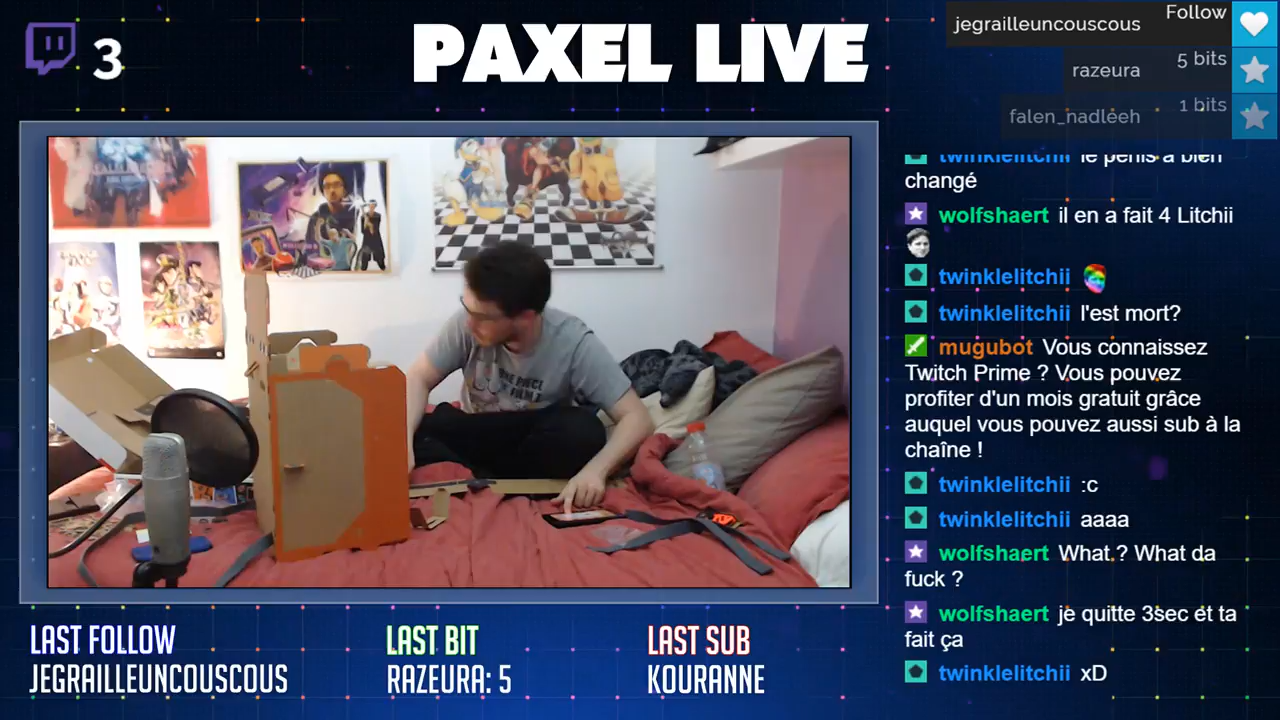 3
PAXEL LIVE
jegrailleuncouscous Follow
razeura 5 bits
falen_nadleeh 1 bits
twinklelitchii le penis a bien
changé
wolfshaert il en a fait 4 Litchii
twinklelitchii
twinklelitchii l'est mort?
mugubot Vous connaissez
Twitch Prime ? Vous pouvez
profiter d'un mois gratuit grâce
auquel vous pouvez aussi sub à la
chaîne !
twinklelitchii :c
twinklelitchii aaaa
wolfshaert What ? What da
fuck ?
wolfshaert je quitte 3sec et ta
fait ça
twinklelitchii xD
ONE PIECE
LAST FOLLOW
JEGRAILLEUNCOUSCOUS
LAST BIT
RAZEURA: 5
LAST SUB
KOURANNE